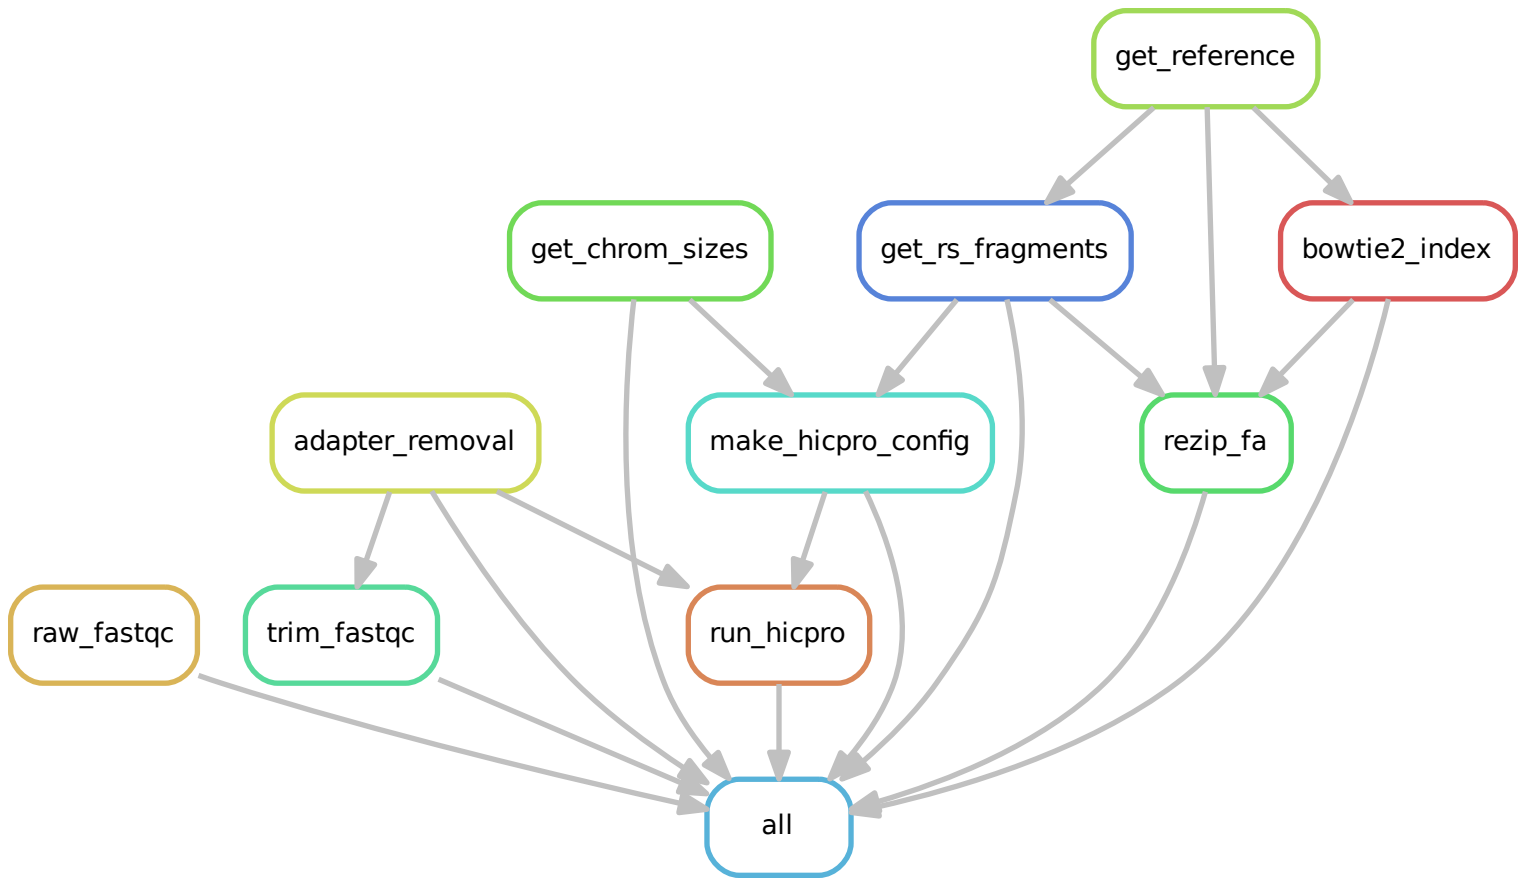 get_reference
get_chrom_sizes
get_rs_fragments
bowtie2_index
adapter_removal
make_hicpro_config
rezip_fa
raw_fastqc
trim_fastqc
run_hicpro
all